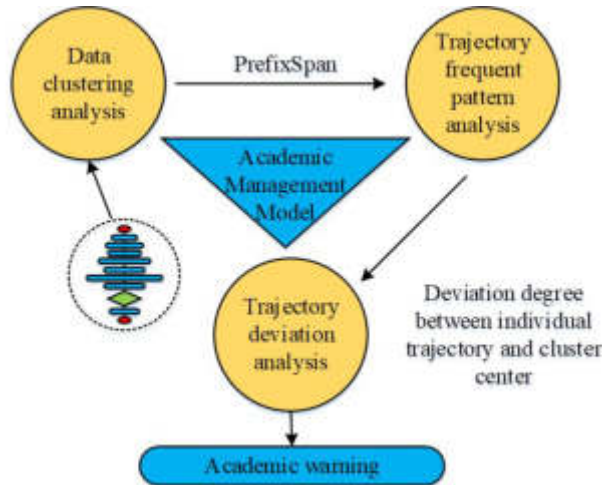 Data
clustering
analysis
PrefixSpan
Trajectory
frequent
pattern
analysis
Academic
Management
Model
Trajectory
deviation
analysis
Deviation degree
between individual
trajectory and cluster
center
Academic warning